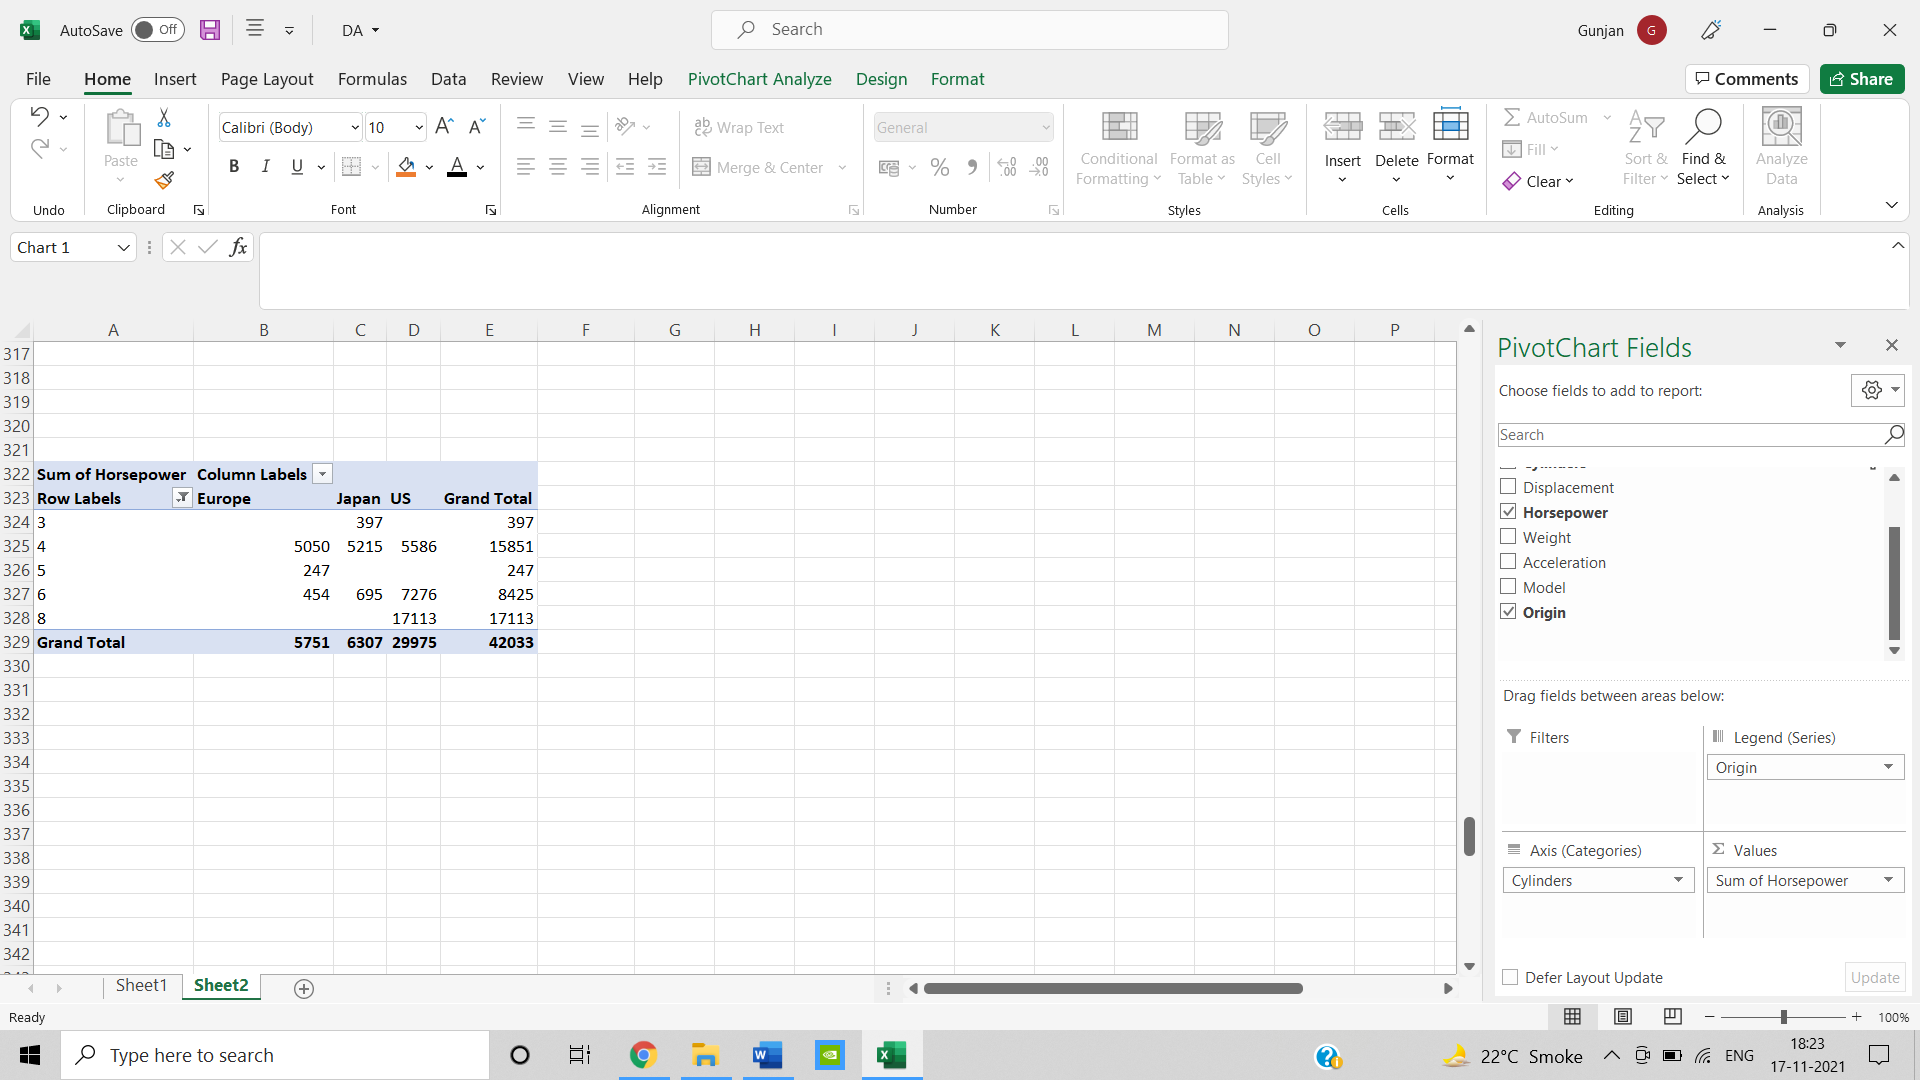 AutoSave Off DA Search Gunjan G
File Home Insert Page Layout Formulas Data Review View Help PivotChart Analyze Design Format Comments Share
Calibri (Body) 10 Wrap Text General AutoSum
Paste Conditional Format as Cell Insert Delete Format Fill Sort & Find & Analyze
B I U A Merge & Center % Formatting Table Styles Clear Filter Select Data
Undo Clipboard Font Alignment Number Styles Cells Editing Analysis
Chart 1 fx
A B C D E F G H I J K L M N O P
317
318
319
320
321
322 Sum of Horsepower Column Labels
323 Row Labels Europe Japan US Grand Total
324 3 397 397
325 4 5050 5215 5586 15851
326 5 247 247
327 6 454 695 7276 8425
328 8 17113 17113
329 Grand Total 5751 6307 29975 42033
330
331
332
333
334
335
336
337
338
339
340
341
342
PivotChart Fields
Choose fields to add to report:
Search
Displacement
Horsepower
Weight
Acceleration
Model
Origin
Drag fields between areas below:
Filters Legend (Series)
Origin
Axis (Categories) Σ Values
Cylinders Sum of Horsepower
Defer Layout Update Update
Sheet1 Sheet2
Ready 100%
Type here to search W 22°C Smoke ENG 18:23
17-11-2021